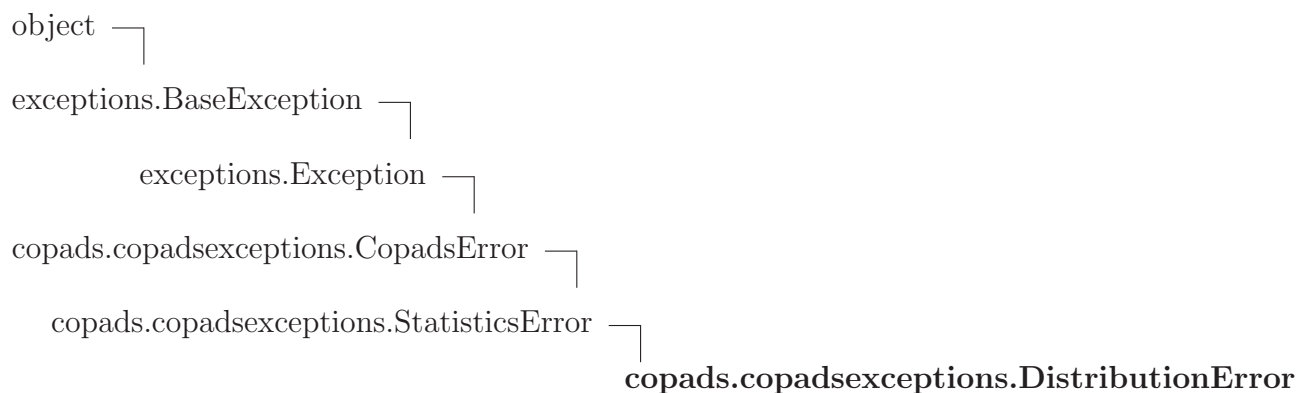 object
exceptions.BaseException
exceptions.Exception
copads.copadsexceptions.CopadsError
copads.copadsexceptions.StatisticsError
copads.copadsexceptions.DistributionError